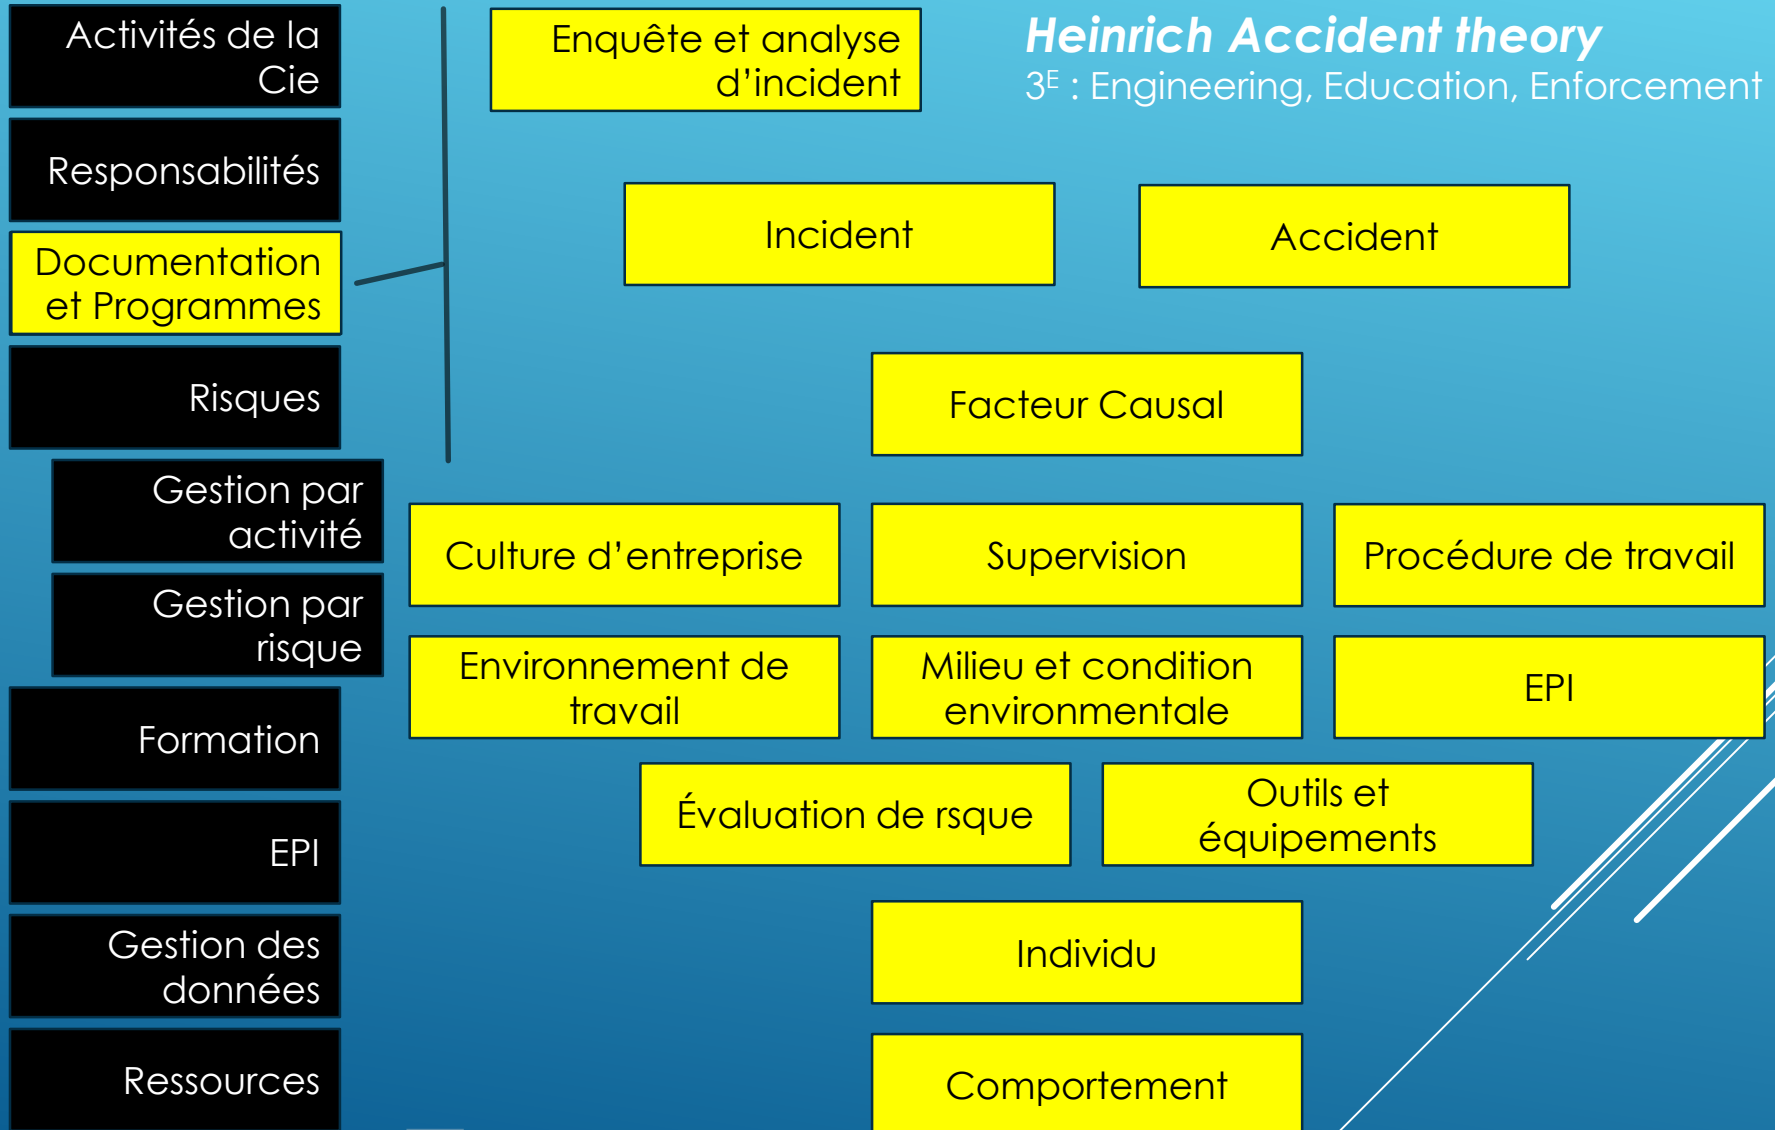 Activités de la
Cie
Responsabilités
Documentation
et Programmes
Risques
Gestion par
activité
Gestion par
risque
Formation
EPI
Gestion des
données
Ressources
Enquête et analyse
d’incident
Heinrich Accident theory
3E : Engineering, Education, Enforcement
Incident
Accident
Facteur Causal
Culture d’entreprise
Supervision
Procédure de travail
Environnement de
travail
Milieu et condition
environmentale
EPI
Évaluation de rsque
Outils et
équipements
Individu
Comportement